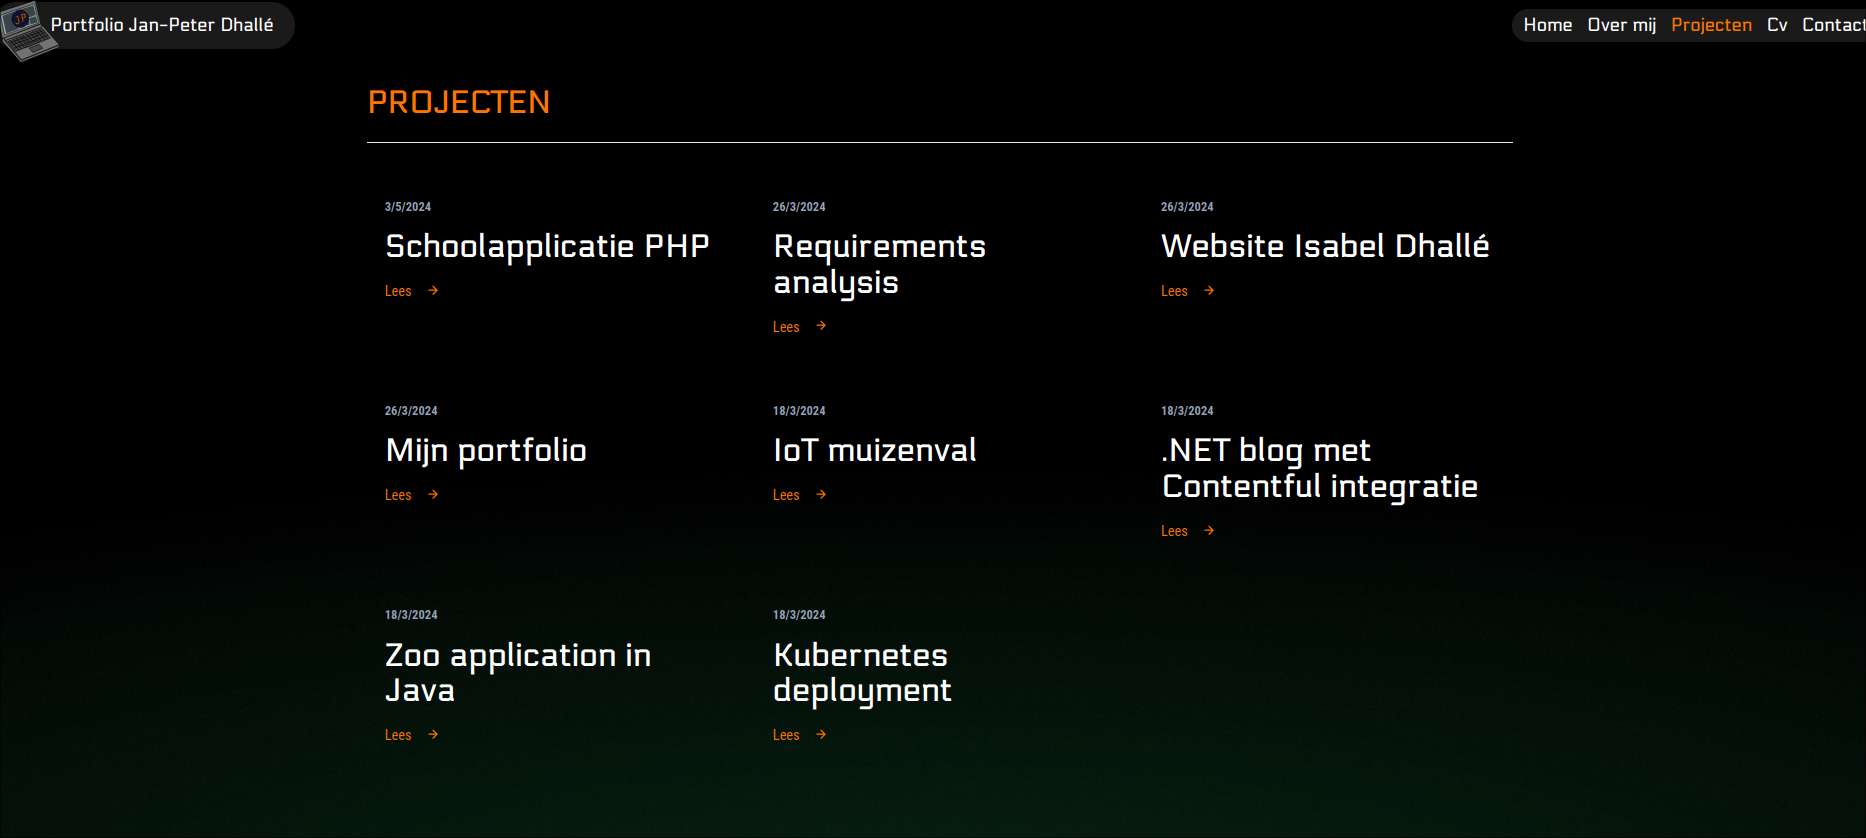 JP
Portfolio Jan-Peter Dhallé
Home Over mij Projecten Cv Contact
PROJECTEN
3/5/2024
Schoolapplicatie PHP
Lees
26/3/2024
Requirements
analysis
Lees
26/3/2024
Website Isabel Dhallé
Lees
26/3/2024
Mijn portfolio
Lees
18/3/2024
IoT muizenval
Lees
18/3/2024
.NET blog met
Contentful integratie
Lees
18/3/2024
Zoo application in
Java
Lees
18/3/2024
Kubernetes
deployment
Lees